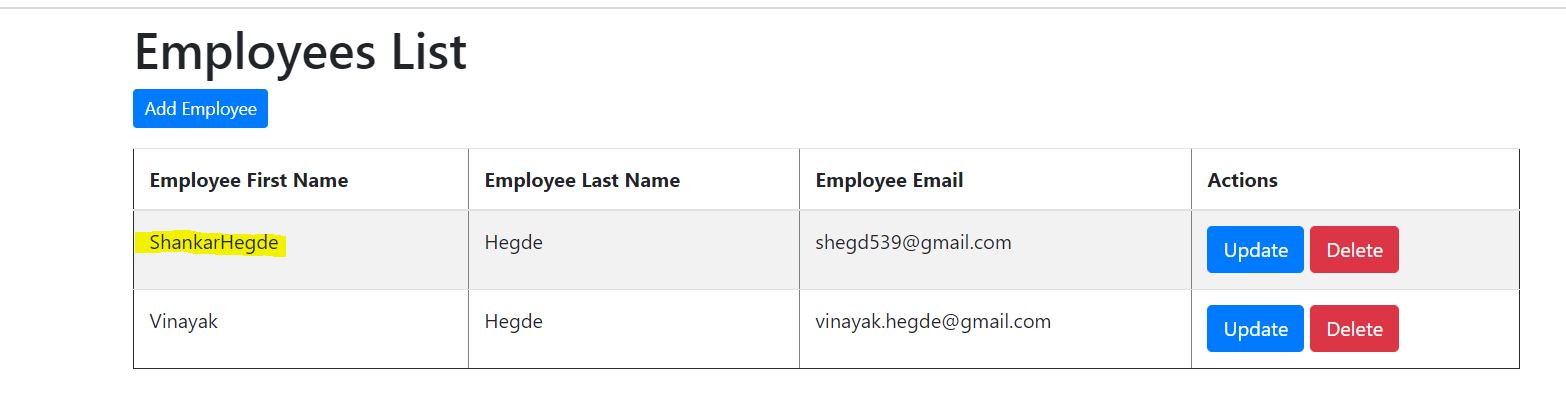 Employees List
Add Employee
Employee First Name Employee Last Name Employee Email Actions
ShankarHegde Hegde shegd539@gmail.com Update Delete
Vinayak Hegde vinayak.hegde@gmail.com Update Delete